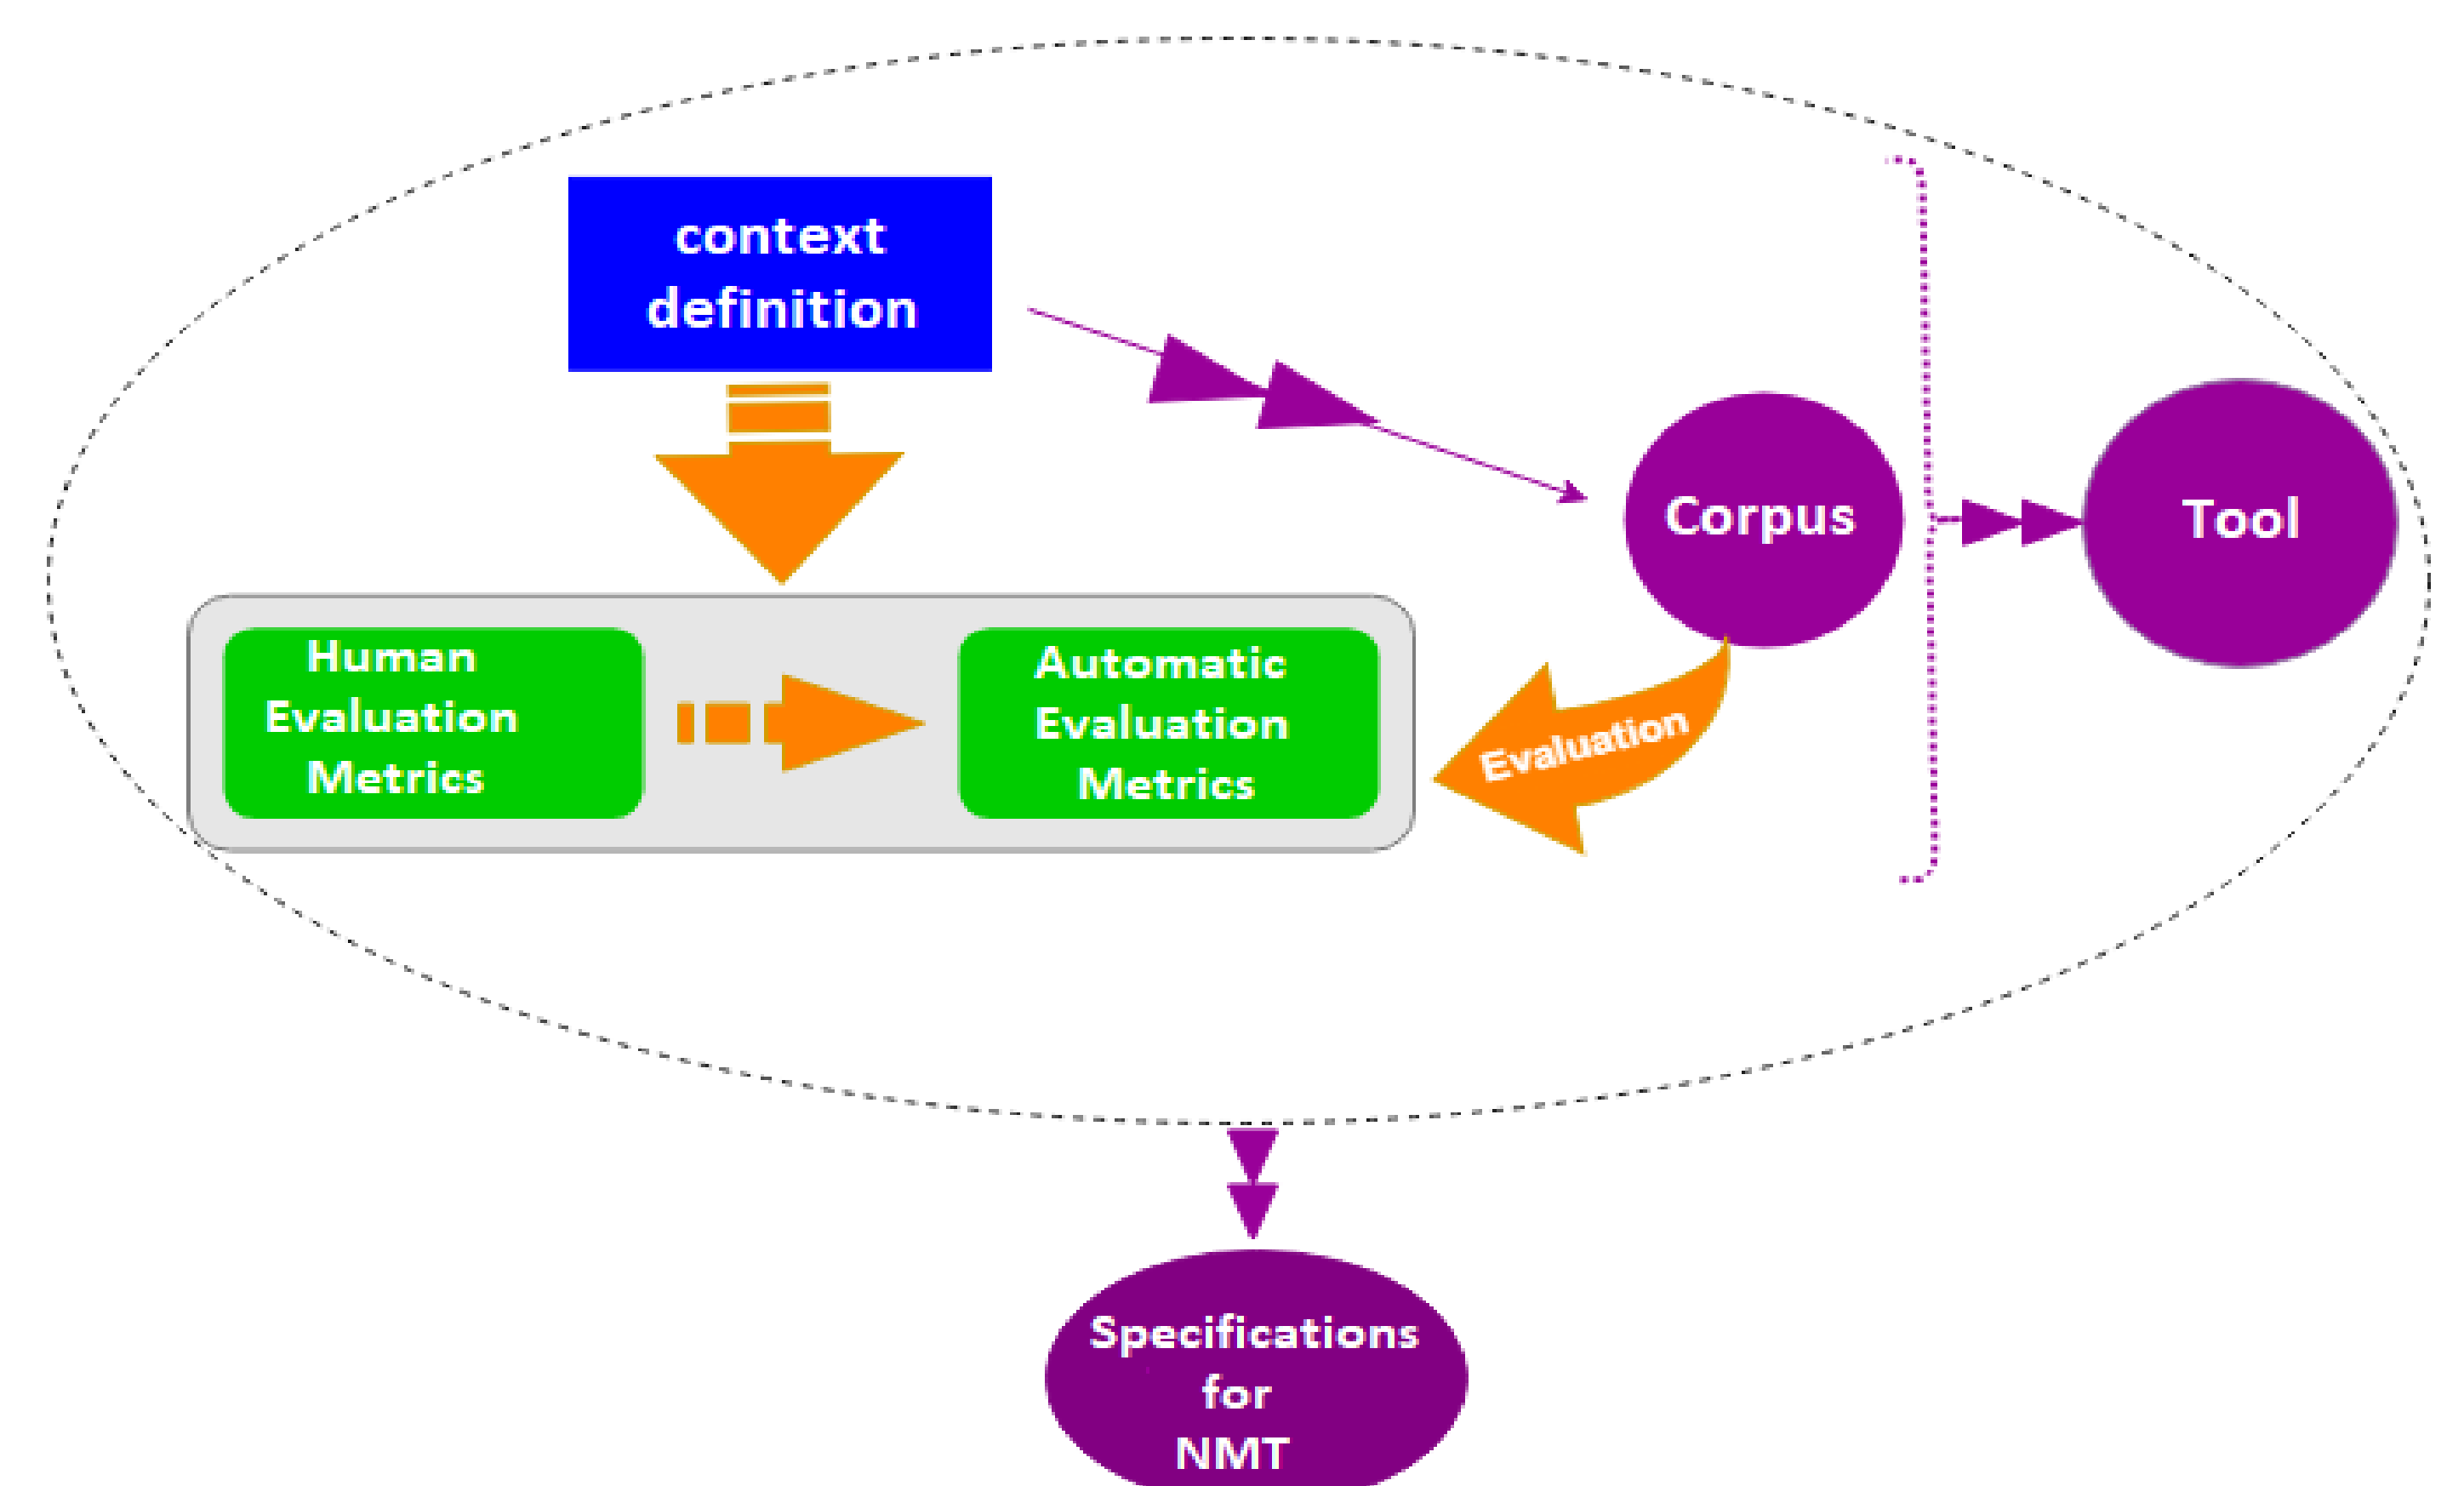 context
definition
Corpus
Tool
Human
Evaluation
Metrics
Automatic
Evaluation
Metrics
Evaluation
Specifications
for
NMT